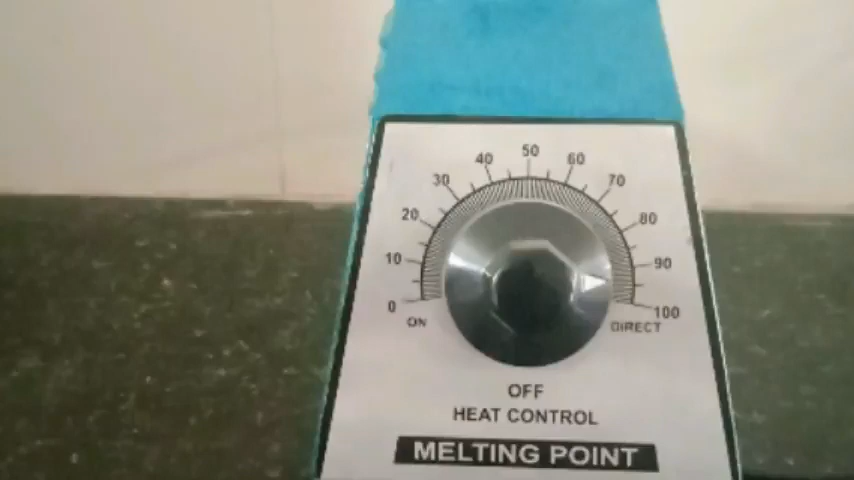 50
40 60
30 70
20 80
10 90
0 100
ON DIRECT
OFF
HEAT CONTROL
MELTING POINT